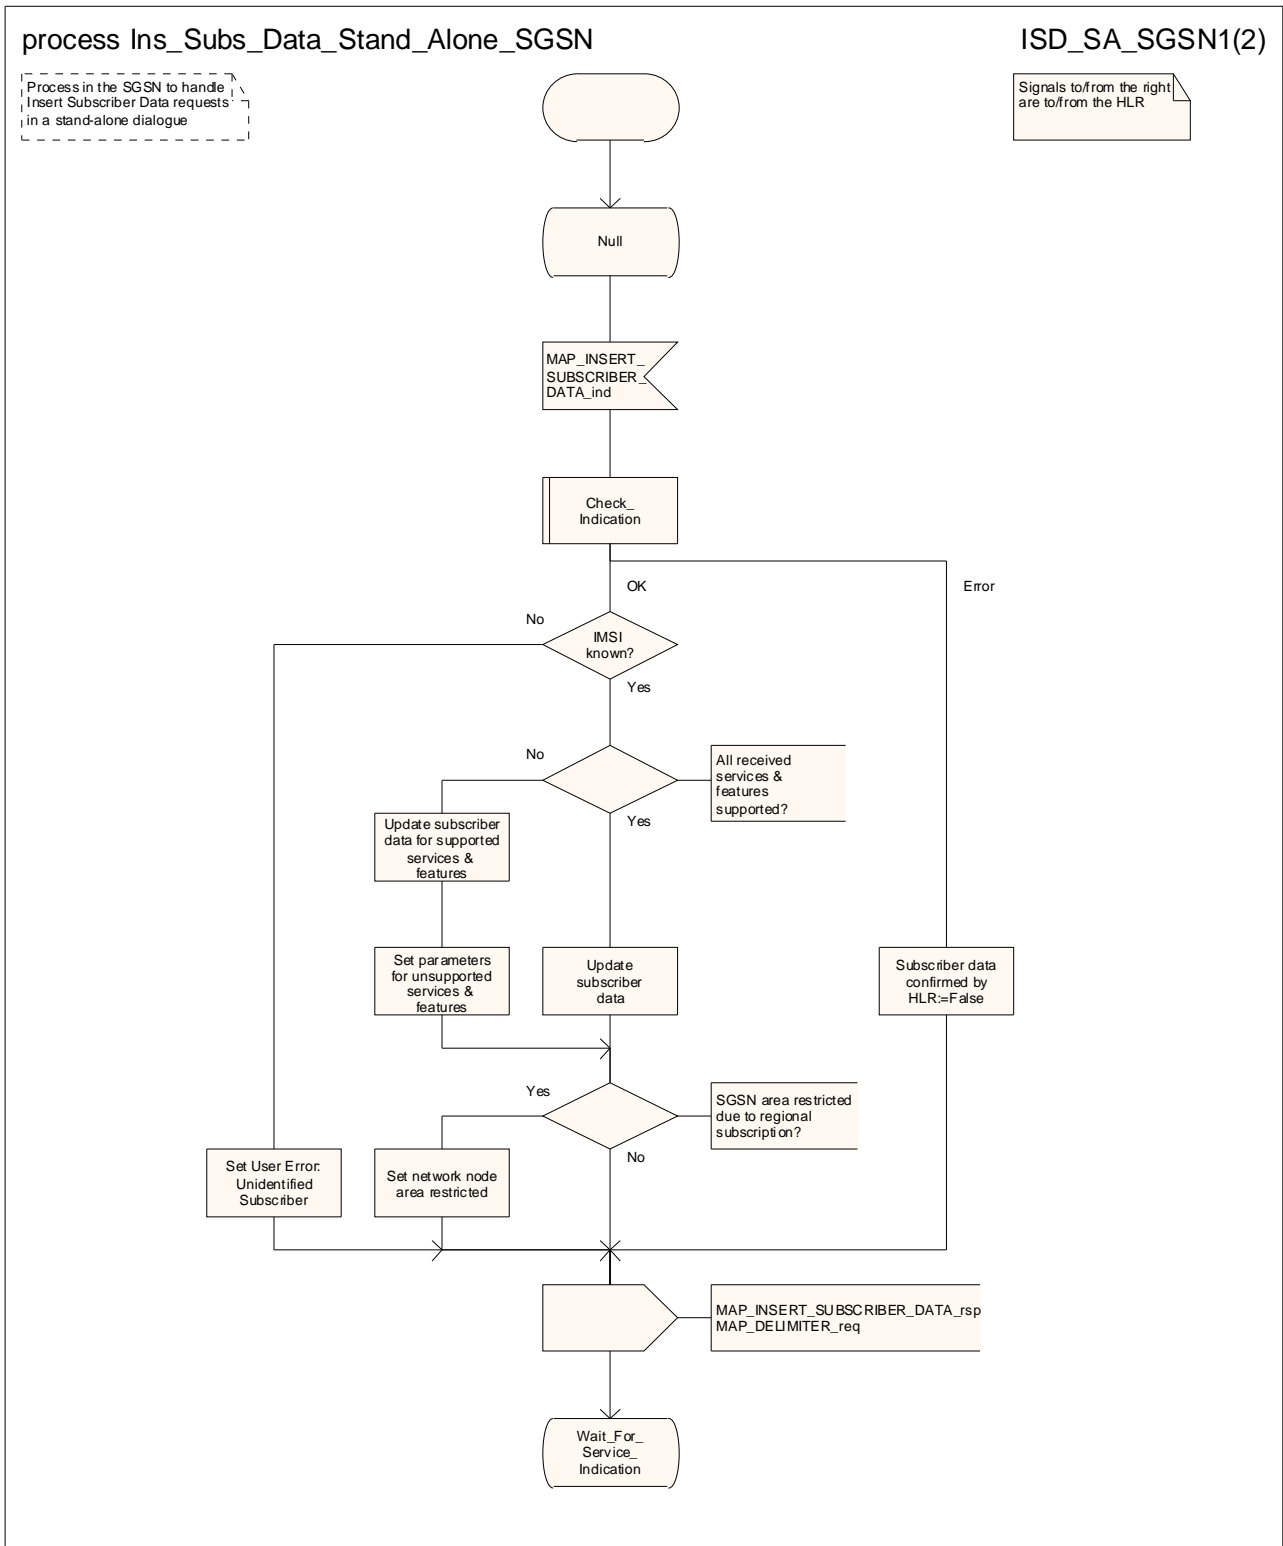 process Ins_Subs_Data_Stand_Alone_SGSN
ISD_SA_SGSN1(2)
Process in the SGSN to handle
Insert Subscriber Data requests
in a stand-alone dialogue
Signals to/from the right
are to/from the HLR
Null
MAP_INSERT_
SUBSCRIBER_
DATA_ind
Check_
Indication
OK
Error
No
IMSI
known?
Yes
No
All received
services &
features
supported?
Yes
Update subscriber
data for supported
services &
features
Set parameters
for unsupported
services &
features
Update
subscriber
data
Subscriber data
confirmed by
HLR:=False
Yes
SGSN area restricted
due to regional
subscription?
No
Set User Error:
Unidentified
Subscriber
Set network node
area restricted
MAP_INSERT_SUBSCRIBER_DATA_rsp
MAP_DELIMITER_req
Wait_For_
Service_
Indication